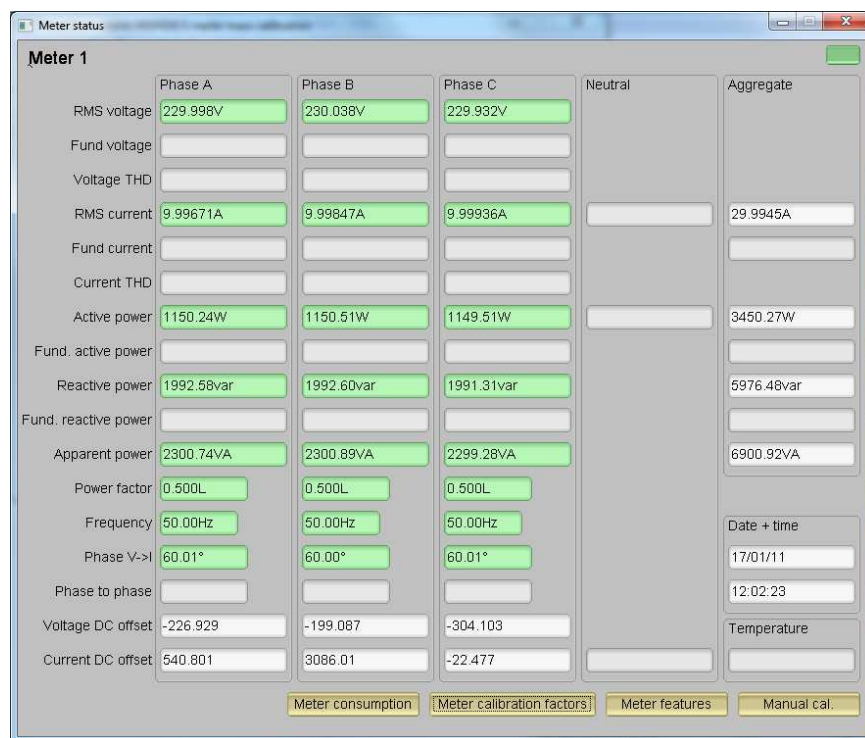 Meter status
Meter 1
Phase A Phase B Phase C Neutral Aggregate
RMS voltage 229.998V 230.038V 229.932V
Fund voltage
Voltage THD
RMS current 9.99671A 9.99847A 9.99936A 29.9945A
Fund current
Current THD
Active power 1150.24W 1150.51W 1149.51W 3450.27W
Fund. active power
Reactive power 1992.58var 1992.60var 1991.31var 5976.48var
Fund. reactive power
Apparent power 2300.74VA 2300.89VA 2299.28VA 6900.92VA
Power factor 0.500L 0.500L 0.500L
Frequency 50.00Hz 50.00Hz 50.00Hz Date + time
Phase V->I 60.01° 60.00° 60.01° 17/01/11
Phase to phase 12:02:23
Voltage DC offset -226.929 -199.087 -304.103 Temperature
Current DC offset 540.801 3086.01 -22.477
Meter consumption Meter calibration factors Meter features Manual cal.